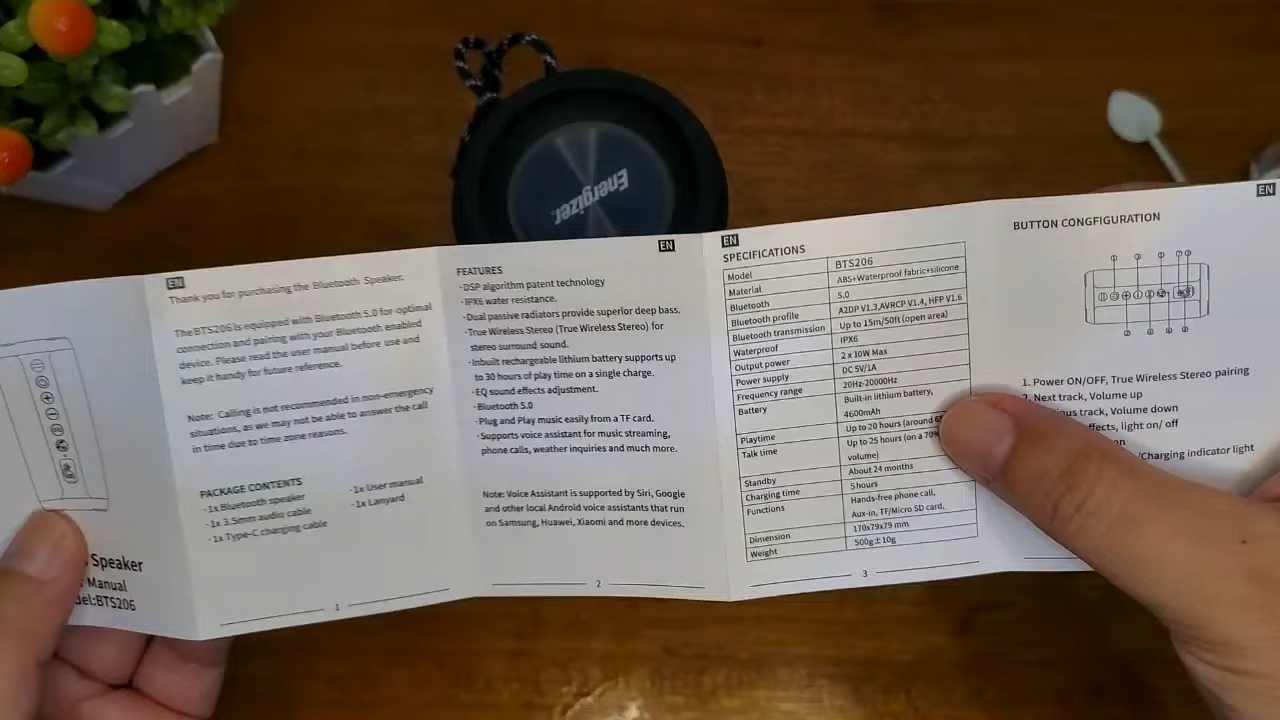 Energizer
Speaker
Manual
BTS206
EN
Thank you for purchasing the Bluetooth Speaker.
The BTS206 is equipped with Bluetooth 5.0 for optimal
connection and pairing with your Bluetooth enabled
device. Please read the user manual before use and
keep it handy for future reference.
Note: Calling is not recommended in non-emergency
situations, as we may not be able to answer the call
in time due to time zone reasons.
PACKAGE CONTENTS
·1xBluetooth speaker
·1x 3.5mm audio cable
·1x Type-C charging cable
·1x User manual
·1x Lanyard
1
EN
FEATURES
·DSP algorithm patent technology
·IPX6 water resistance.
·Dual passive radiators provide superior deep bass.
·True Wireless Stereo (True Wireless Stereo) for
stereo surround sound.
·Inbuilt rechargeable lithium battery supports up
to 30 hours of play time on a single charge.
·EQ sound effects adjustment.
·Bluetooth 5.0
·Plug and Play music easily from a TF card.
·Supports voice assistant for music streaming,
phone calls, weather inquiries and much more.
Note: Voice Assistant is supported by Siri, Google
and other local Android voice assistants that run
on Samsung, Huawei, Xiaomi and more devices.
2
EN
SPECIFICATIONS
Model BTS206
Material ABS+Waterproof fabric+silicone
Bluetooth 5.0
Bluetooth profile A2DP V1.3,AVRCP V1.4, HFP V1.6
Bluetooth transmission Up to 15m/50ft (open area)
Waterproof IPX6
Output power 2 x 10W Max
Power supply DC 5V/1A
Frequency range 20Hz-20000Hz
Battery Built-in lithium battery,
4600mAh
Playtime Up to 20 hours (around
Talk time Up to 25 hours (on a 70%
volume)
Standby About 24 months
Charging time 5hours
Functions Hands-free phone call,
Aux-in, TF/Micro SD card,
Dimension 170x79x79 mm
Weight 500g±10g
3
EN
BUTTON CONGFIGURATION
1. Power ON/OFF, True Wireless Stereo pairing
2. Next track, Volume up
track, Volume down
light on/ off
/Charging indicator light